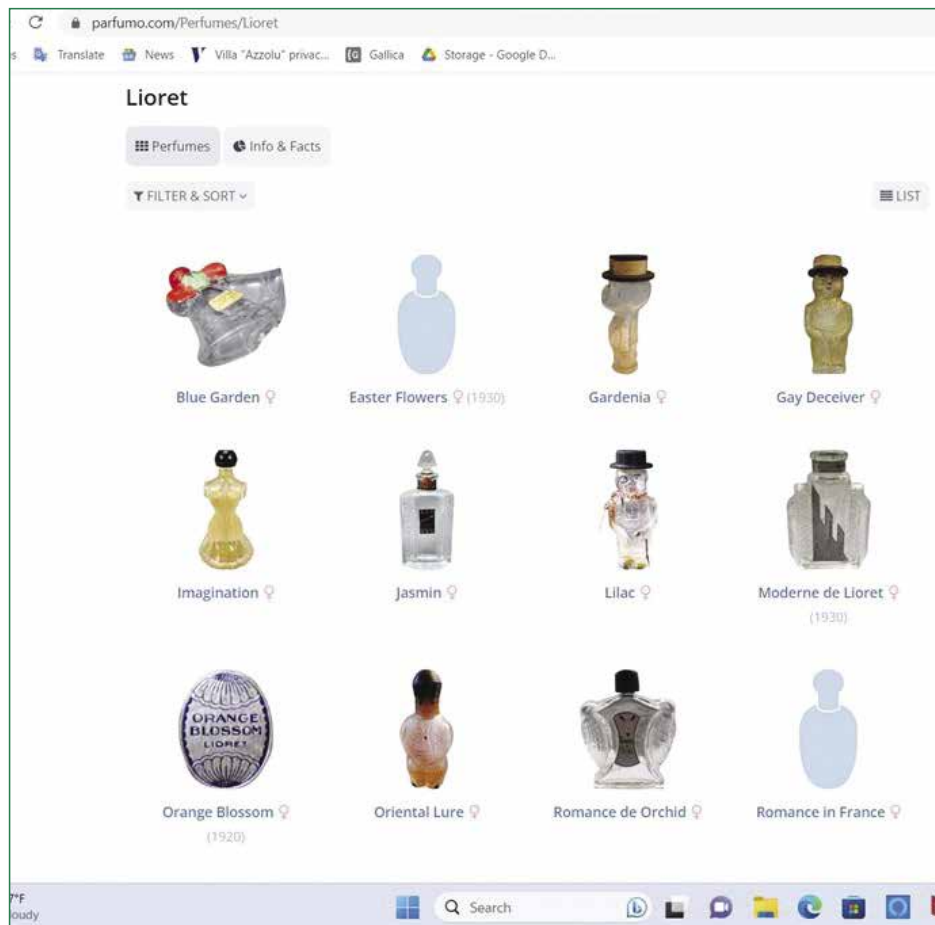 parfumo.com/Perfumes/Lioret
Translate News Villa "Azzolu" privac... Gallica Storage - Google D...
Lioret
Perfumes Info & Facts
FILTER & SORT LIST
Blue Garden ♀ Easter Flowers ♀ (1930) Gardenia ♀ Gay Deceiver ♀
Imagination ♀ Jasmin ♀ Lilac ♀ Moderne de Lioret ♀
(1930)
ORANGE
BLOSSOM
LIORET
Orange Blossom ♀ Oriental Lure ♀ Romance de Orchid ♀ Romance in France ♀
(1920)
7°F
oudy
Search